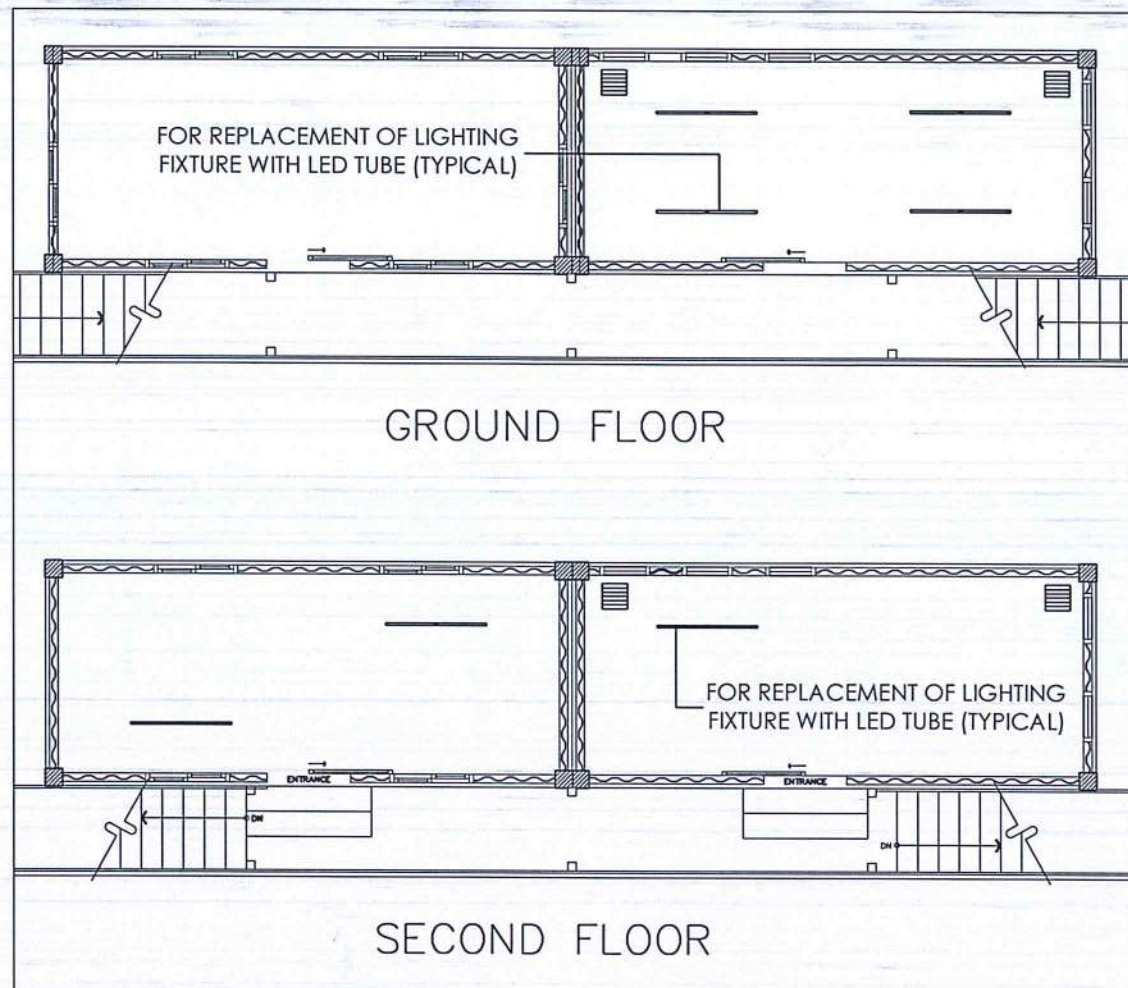 FOR REPLACEMENT OF LIGHTING
FIXTURE WITH LED TUBE (TYPICAL)
GROUND FLOOR
FOR REPLACEMENT OF LIGHTING
FIXTURE WITH LED TUBE (TYPICAL)
ENTRANCE
ENTRANCE
DN
DN
SECOND FLOOR